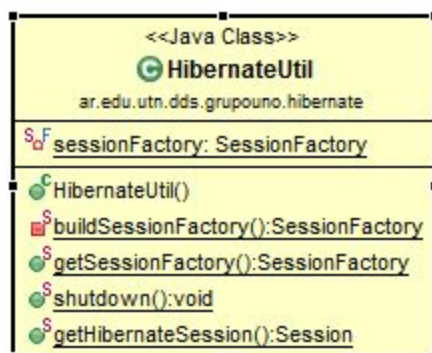 <<Java Class>>
HibernateUtil
ar.edu.utn.dds.grupouno.hibernate
sessionFactory: SessionFactory
HibernateUtil()
buildSessionFactory():SessionFactory
getSessionFactory():SessionFactory
shutdown():void
getHibernateSession():Session